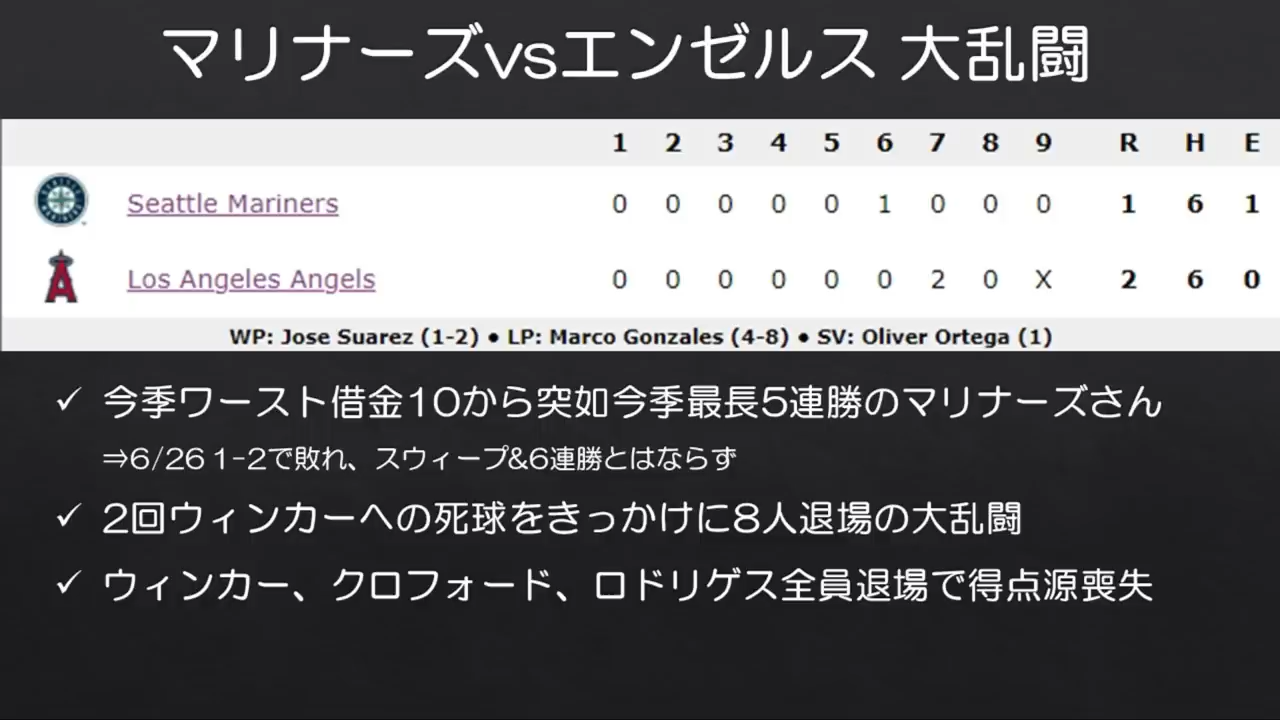 マリナーズvsエンゼルス 大乱闘
1 2 3 4 5 6 7 8 9 R H E
Seattle Mariners 0 0 0 0 0 1 0 0 0 1 6 1
Los Angeles Angels 0 0 0 0 0 0 2 0 X 2 6 0
WP: Jose Suarez (1-2) ● LP: Marco Gonzales (4-8) ● SV: Oliver Ortega (1)
✓ 今季ワースト借金10から突如今季最長5連勝のマリナーズさん
⇒6/26 1-2で敗れ、スウィープ&6連勝とはならず
✓ 2回ウィンカーへの死球をきっかけに8人退場の大乱闘
✓ ウィンカー、クロフォード、ロドリゲス全員退場で得点源喪失